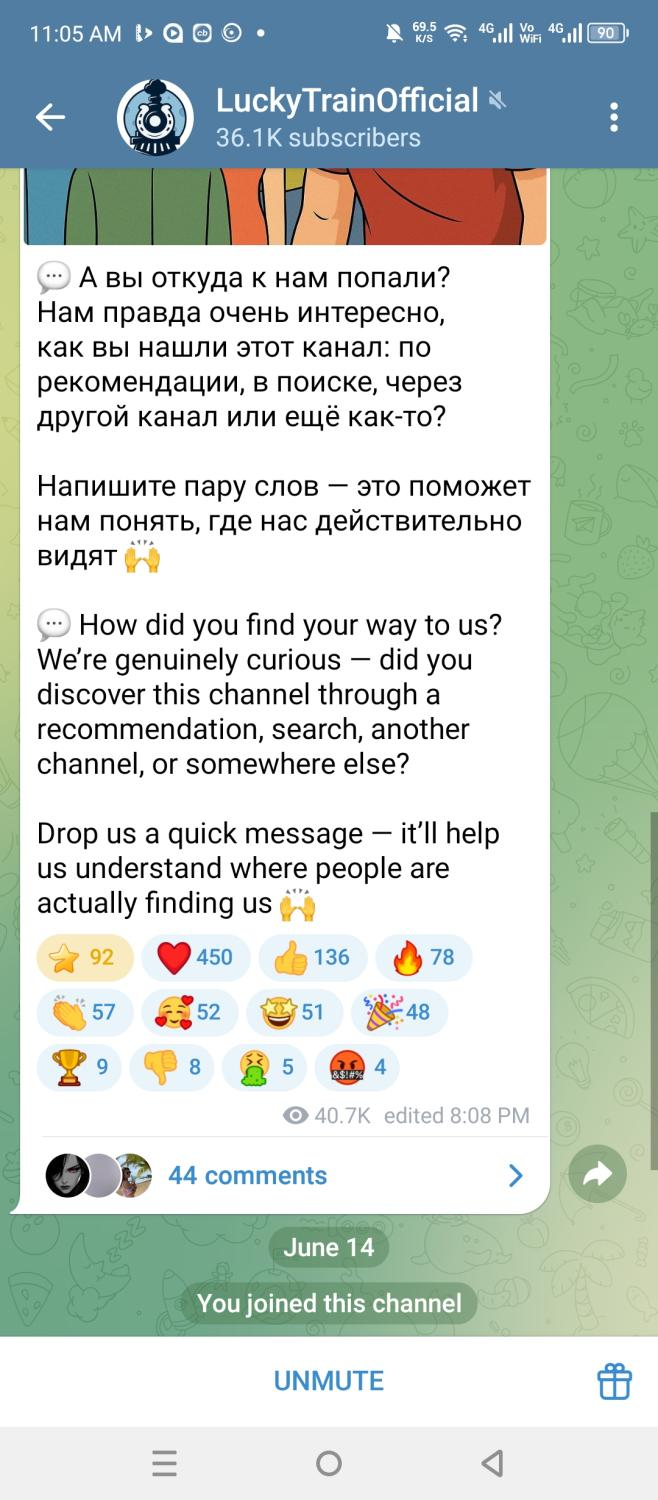 11:05 AM
69.5 K/S
4G
Vo WiFi
4G
90
LuckyTrainOfficial
36.1K subscribers
💬 А вы откуда к нам попали?
Нам правда очень интересно,
как вы нашли этот канал: по
рекомендации, в поиске, через
другой канал или ещё как-то?
Напишите пару слов — это поможет
нам понять, где нас действительно
видят 🙌
💬 How did you find your way to us?
We’re genuinely curious — did you
discover this channel through a
recommendation, search, another
channel, or somewhere else?
Drop us a quick message — it’ll help
us understand where people are
actually finding us 🙌
⭐ 92 ❤️ 450 👍 136 🔥 78
👏 57 🥰 52 🤩 51 🎉 48
🏆 9 👎 8 🤮 5 🤬 4
40.7K edited 8:08 PM
44 comments
June 14
You joined this channel
UNMUTE